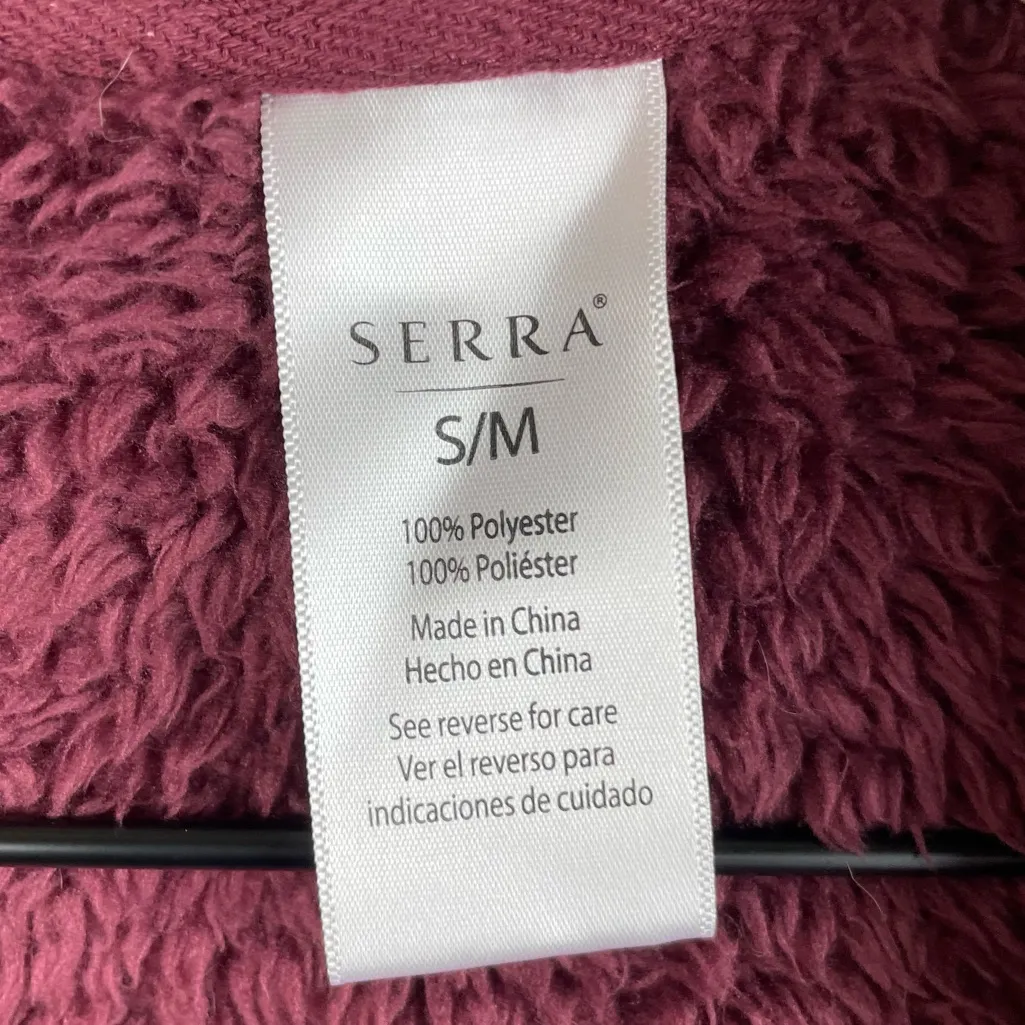 SERRA®
S/M
100% Polyester
100% Poliéster
Made in China
Hecho en China
See reverse for care
Ver el reverso para
indicaciones de cuidado